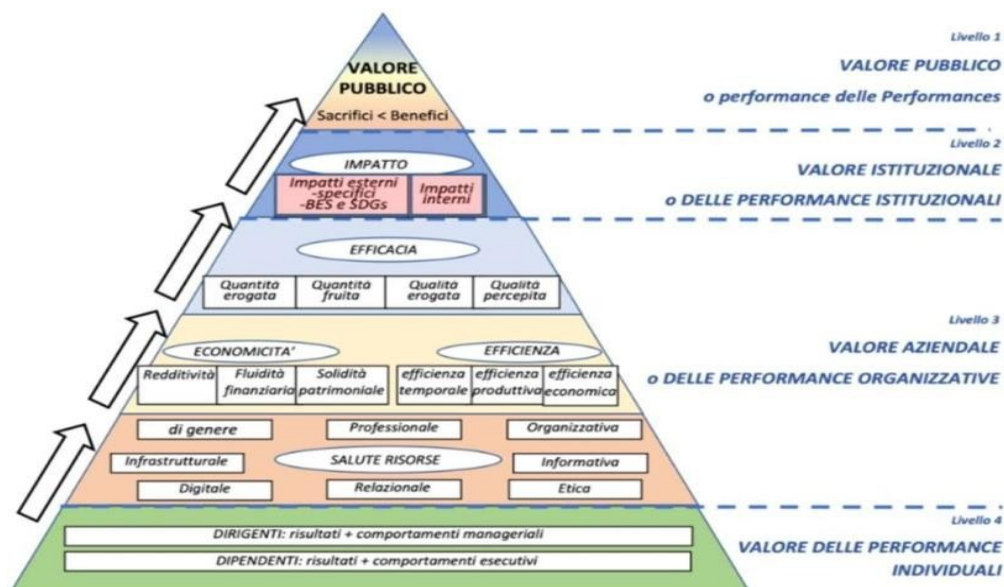 Livello 1
VALORE PUBBLICO
o performance delle Performances
VALORE
PUBBLICO
Sacrifici < Benefici
Livello 2
VALORE ISTITUZIONALE
o DELLE PERFORMANCE ISTITUZIONALI
IMPATTO
Impatti esterni
-specifici
-BES e SDGs
Impatti
interni
EFFICACIA
Quantità
erogata
Quantità
fruita
Qualità
erogata
Qualità
percepita
Livello 3
VALORE AZIENDALE
o DELLE PERFORMANCE ORGANIZZATIVE
ECONOMICITA'
EFFICIENZA
Redditività
Fluidità
finanziaria
Solidità
patrimoniale
efficienza
temporale
efficienza
produttiva
efficienza
economica
di genere
Professionale
Organizzativa
Infrastrutturale
SALUTE RISORSE
Informativa
Digitale
Relazionale
Etica
Livello 4
VALORE DELLE PERFORMANCE
INDIVIDUALI
DIRIGENTI: risultati + comportamenti manageriali
DIPENDENTI: risultati + comportamenti esecutivi